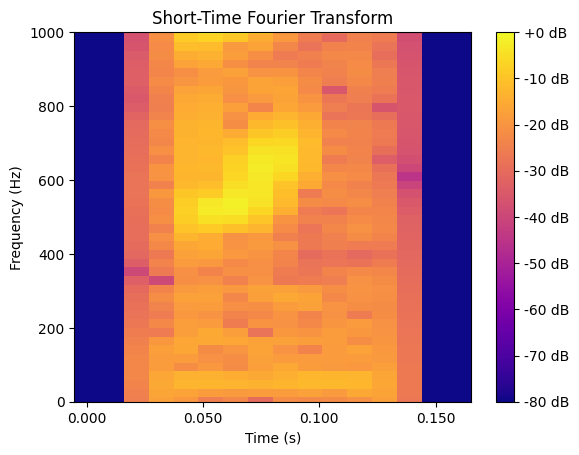 Short-Time Fourier Transform
1000
800
600
400
200
0
Frequency (Hz)
0.000
0.050
0.100
0.150
Time (s)
+0 dB
-10 dB
-20 dB
-30 dB
-40 dB
-50 dB
-60 dB
-70 dB
-80 dB